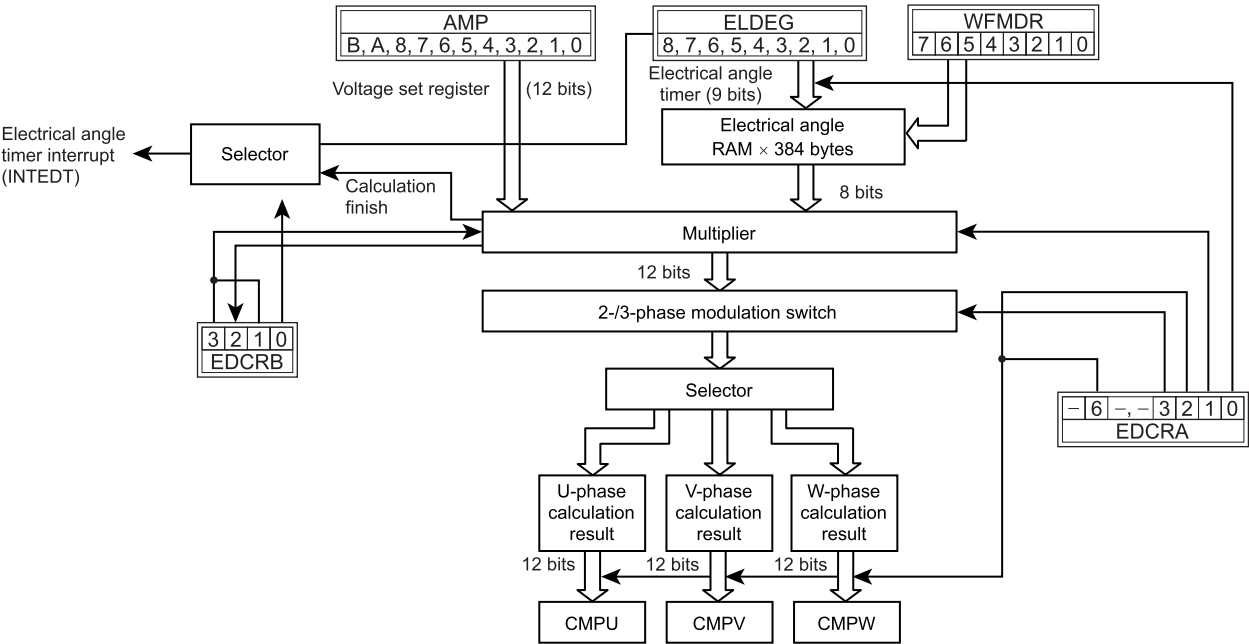 AMP
B, A, 8, 7, 6, 5, 4, 3, 2, 1, 0
ELDEG
8, 7, 6, 5, 4, 3, 2, 1, 0
WFMDR
7 6 5 4 3 2 1 0
Voltage set register
(12 bits)
Electrical angle
timer (9 bits)
Electrical angle
timer interrupt
(INTEDT)
Selector
Electrical angle
RAM × 384 bytes
Calculation
finish
8 bits
Multiplier
12 bits
2-/3-phase modulation switch
3 2 1 0
EDCRB
Selector
– 6 –, – 3 2 1 0
EDCRA
U-phase
calculation
result
V-phase
calculation
result
W-phase
calculation
result
12 bits
12 bits
12 bits
CMPU
CMPV
CMPW